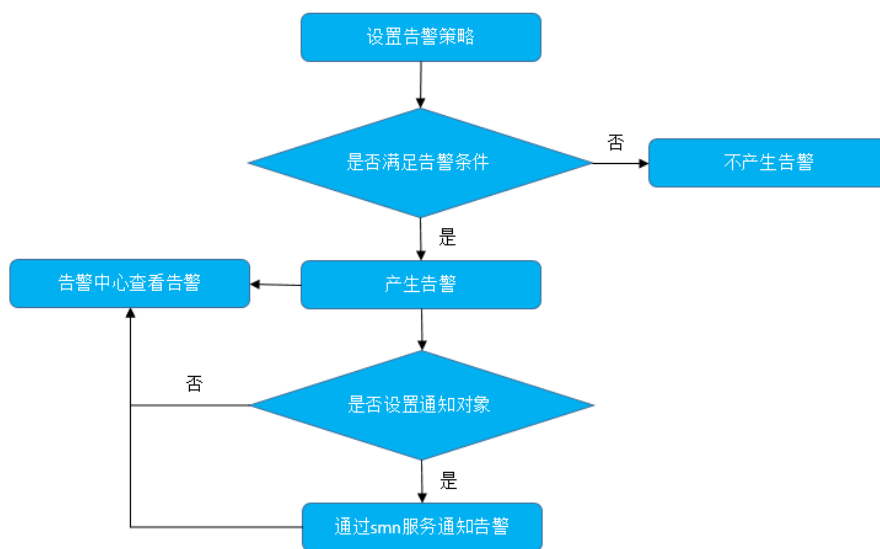 设置告警策略
是否满足告警条件
否
不产生告警
是
告警中心查看告警
产生告警
否
是否设置通知对象
是
通过smn服务通知告警